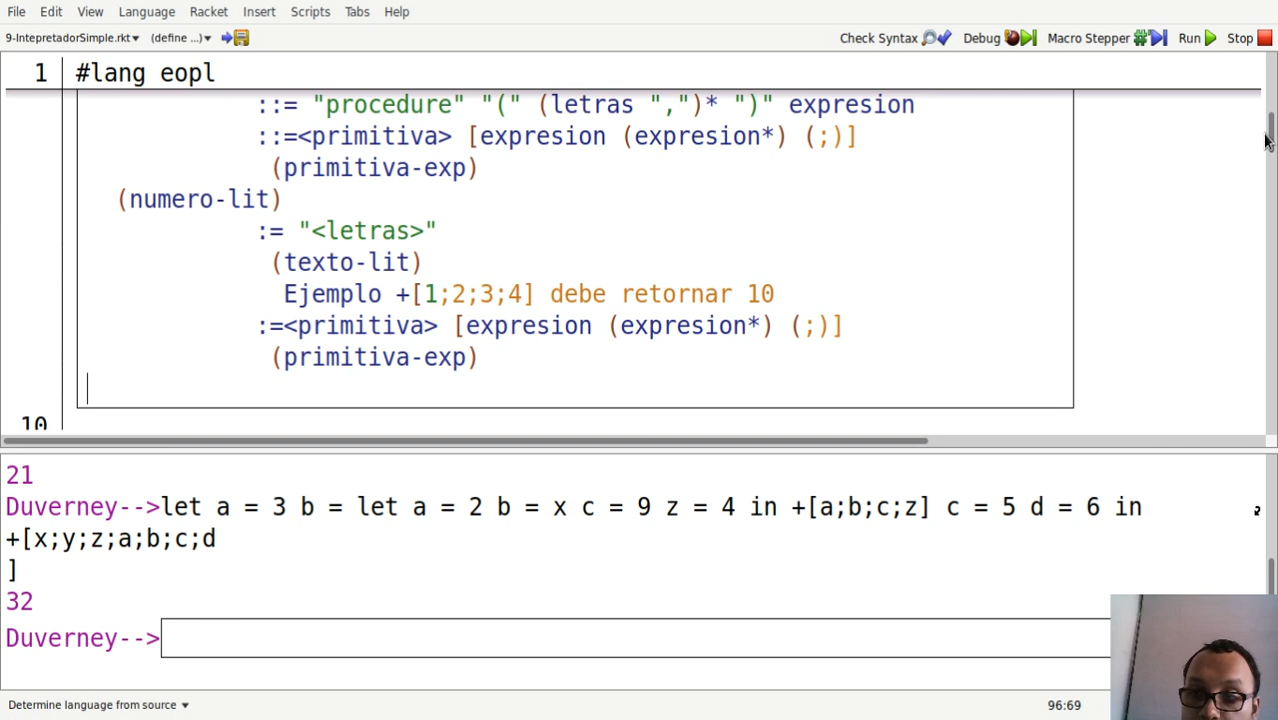 File Edit View Language Racket Insert Scripts Tabs Help
9-IntepretadorSimple.rkt▾ (define ...)▾ Check Syntax Debug Macro Stepper Run Stop
1 #lang eopl
::= "procedure" "(" (letras ",")* ")" expresion
::=<primitiva> [expresion (expresion*) (;)]
(primitiva-exp)
(numero-lit)
:= "<letras>"
(texto-lit)
Ejemplo +[1;2;3;4] debe retornar 10
:=<primitiva> [expresion (expresion*) (;)]
(primitiva-exp)
10
21
Duverney-->let a = 3 b = let a = 2 b = x c = 9 z = 4 in +[a;b;c;z] c = 5 d = 6 in
+[x;y;z;a;b;c;d
]
32
Duverney-->
Determine language from source ▾ 96:69